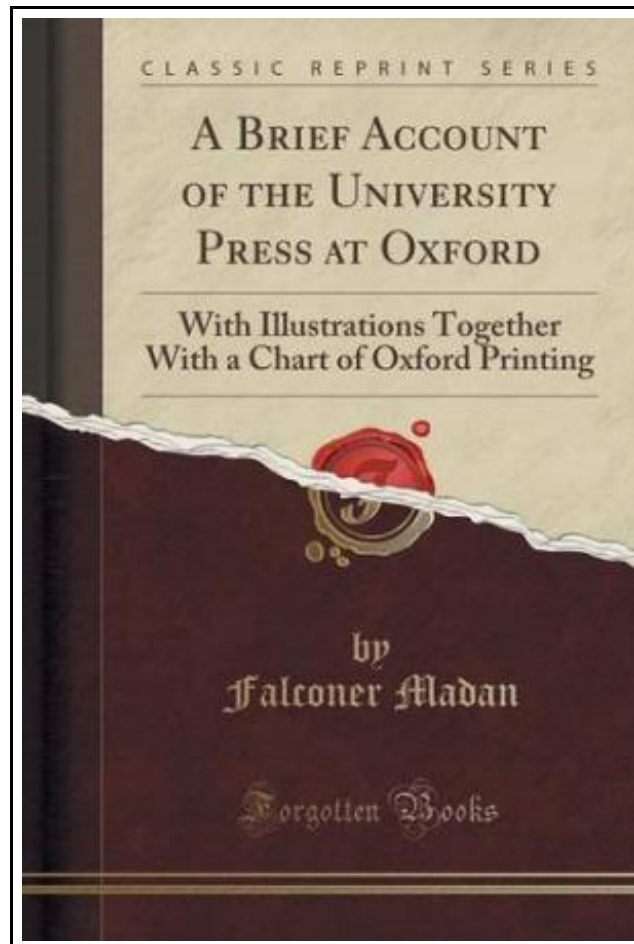 CLASSIC REPRINT SERIES
A BRIEF ACCOUNT
OF THE UNIVERSITY
PRESS AT OXFORD
With Illustrations Together
With a Chart of Oxford Printing
F
by
Falconer Madan
Forgotten Books